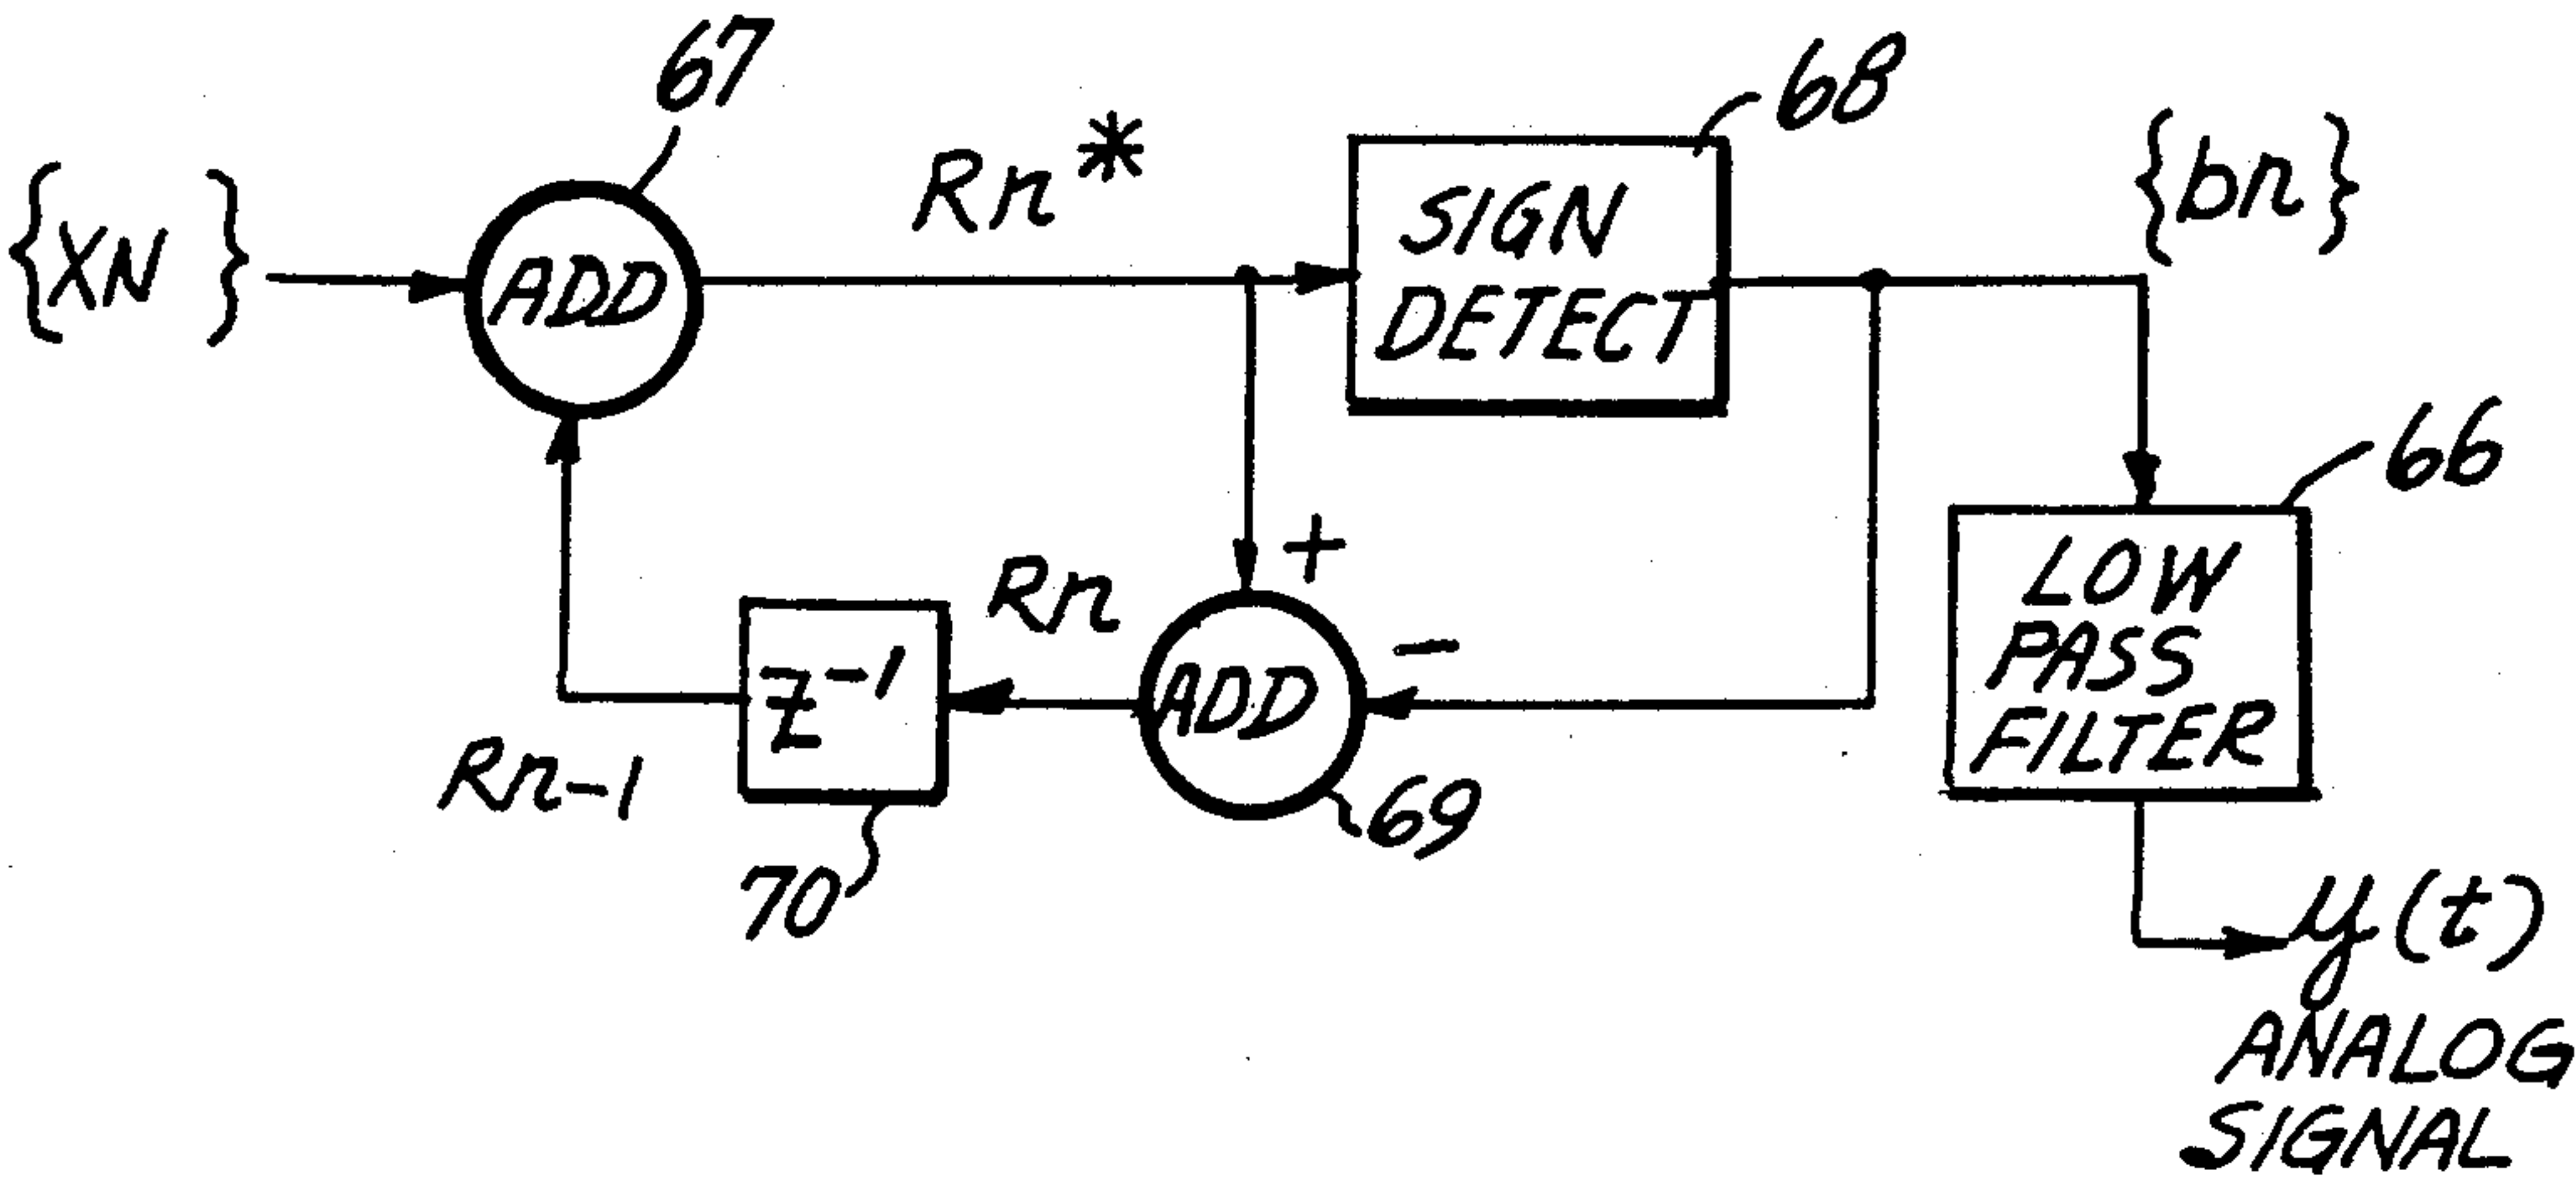 67
{XN}
ADD
Rn*
68
SIGN
DETECT
{bn}
66
LOW
PASS
FILTER
+
-
Rn
Z⁻¹
ADD
Rn-1
69
70
y(t)
ANALOG
SIGNAL